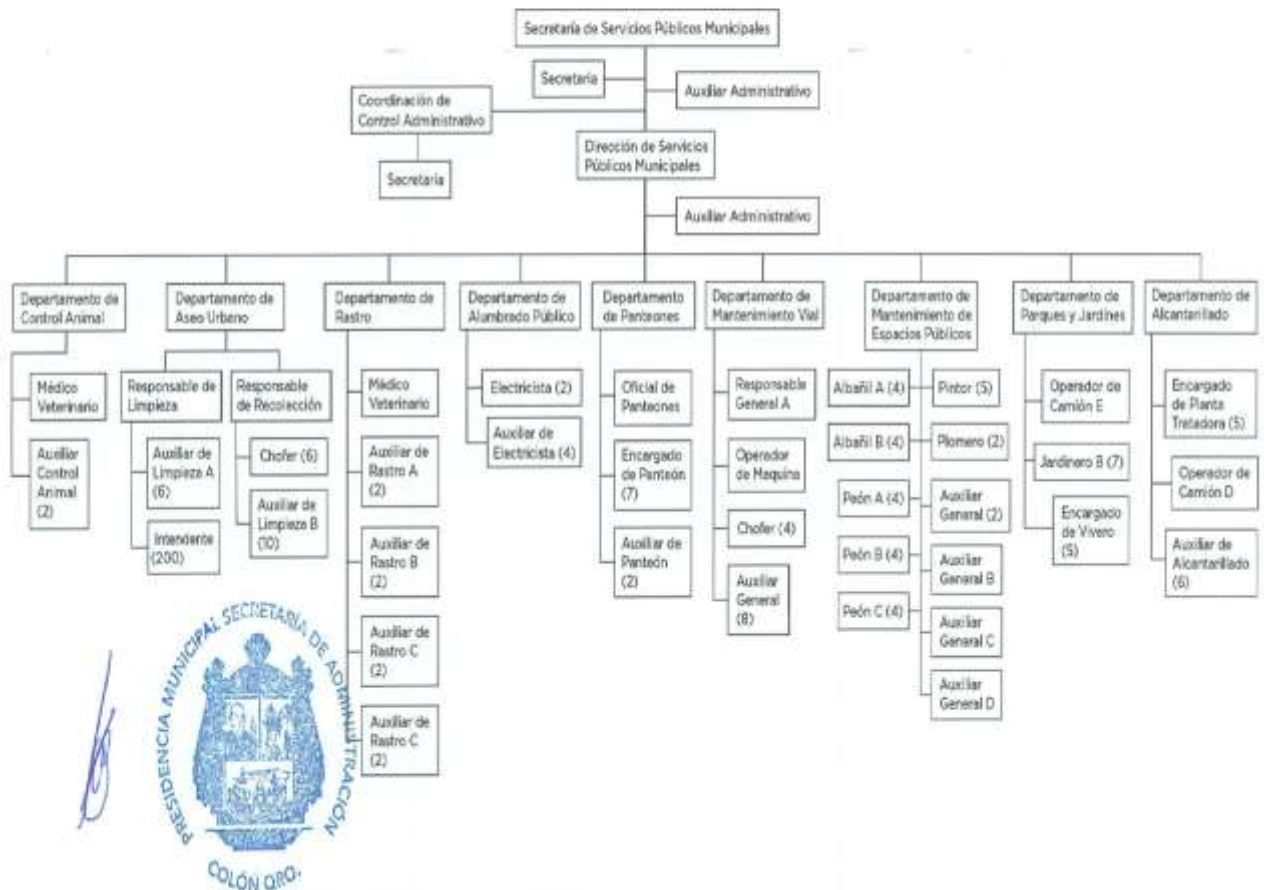 Secretaría de Servicios Públicos Municipales
Secretaria
Auxiliar Administrativo
Coordinación de
Control Administrativo
Secretaria
Dirección de Servicios
Públicos Municipales
Auxiliar Administrativo
Departamento de
Control Animal
Médico
Veterinario
Auxiliar
Control
Animal
(2)
Departamento de
Aseo Urbano
Responsable de
Limpieza
Auxiliar de
Limpieza A
(6)
Intendente
(200)
Responsable
de Recolección
Chofer (6)
Auxiliar de
Limpieza B
(10)
Departamento de
Rastro
Médico
Veterinario
Auxiliar de
Rastro A
(2)
Auxiliar de
Rastro B
(2)
Auxiliar de
Rastro C
(2)
Auxiliar de
Rastro C
(2)
Departamento de
Alumbrado Público
Electricista (2)
Auxiliar de
Electricista (4)
Departamento
de Panteones
Oficial de
Panteones
Encargado
de Panteón
(7)
Auxiliar de
Panteón
(2)
Departamento de
Mantenimiento Vial
Responsable
General A
Operador
de Maquina
Chofer (4)
Auxiliar
General
(8)
Departamento de
Mantenimiento de
Espacios Públicos
Albañil A (4)
Albañil B (4)
Peón A (4)
Peón B (4)
Peón C (4)
Pintor (5)
Plomero (2)
Auxiliar
General (2)
Auxiliar
General B
Auxiliar
General C
Auxiliar
General D
Departamento de
Parques y Jardines
Operador de
Camión E
Jardinero B (7)
Encargado
de Vivero
(5)
Departamento de
Alcantarillado
Encargado
de Planta
Tratadora (5)
Operador de
Camión D
Auxiliar de
Alcantarillado
(6)
PRESIDENCIA MUNICIPAL SECRETARÍA DE ADMINISTRACIÓN
COLÓN QRO.